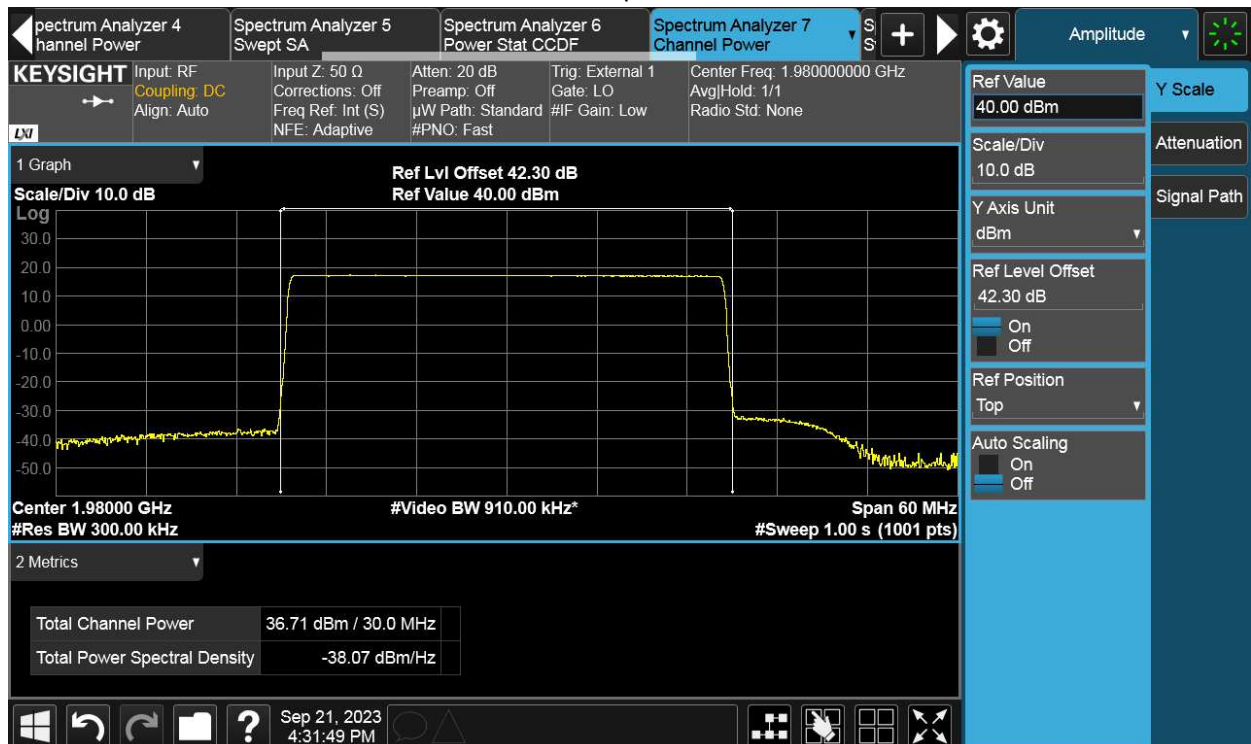 pectrum Analyzer 4
hannel Power
Spectrum Analyzer 5
Swept SA
Spectrum Analyzer 6
Power Stat CCDF
Spectrum Analyzer 7
Channel Power
S
S
+
Amplitude
KEYSIGHT
LXI
Input: RF
Coupling: DC
Align: Auto
Input Z: 50 Ω
Corrections: Off
Freq Ref: Int (S)
NFE: Adaptive
Atten: 20 dB
Preamp: Off
µW Path: Standard
#PNO: Fast
Trig: External 1
Gate: LO
#IF Gain: Low
Center Freq: 1.980000000 GHz
Avg|Hold: 1/1
Radio Std: None
1 Graph
Scale/Div 10.0 dB
Ref Lvl Offset 42.30 dB
Ref Value 40.00 dBm
Log
30.0
20.0
10.0
0.00
-10.0
-20.0
-30.0
-40.0
-50.0
Center 1.98000 GHz
#Res BW 300.00 kHz
#Video BW 910.00 kHz*
Span 60 MHz
#Sweep 1.00 s (1001 pts)
2 Metrics
Total Channel Power 36.71 dBm / 30.0 MHz
Total Power Spectral Density -38.07 dBm/Hz
Ref Value
40.00 dBm
Scale/Div
10.0 dB
Y Axis Unit
dBm
Ref Level Offset
42.30 dB
On
Off
Ref Position
Top
Auto Scaling
On
Off
Y Scale
Attenuation
Signal Path
?
Sep 21, 2023
4:31:49 PM